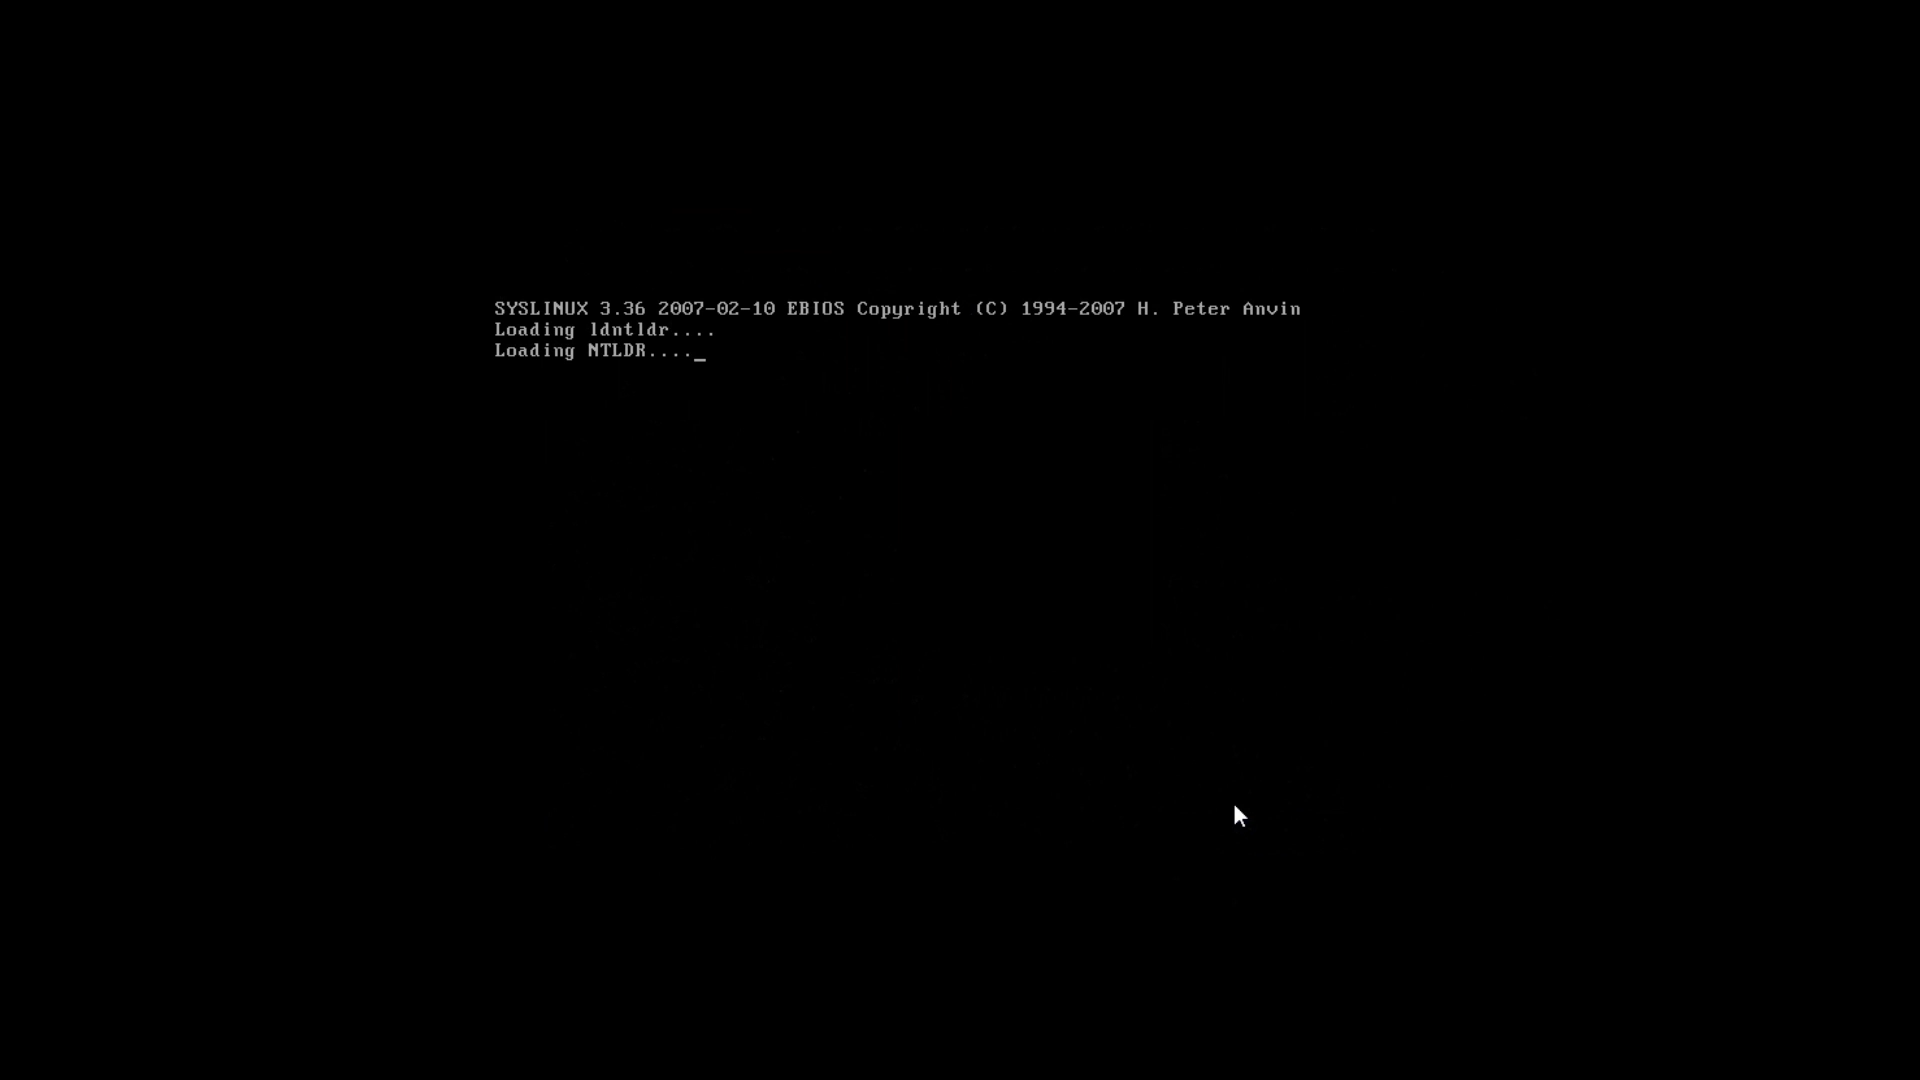 SYSLINUX 3.36 2007-02-10 EBIOS Copyright (C) 1994-2007 H. Peter Anvin
Loading ldntldr....
Loading NTLDR...._